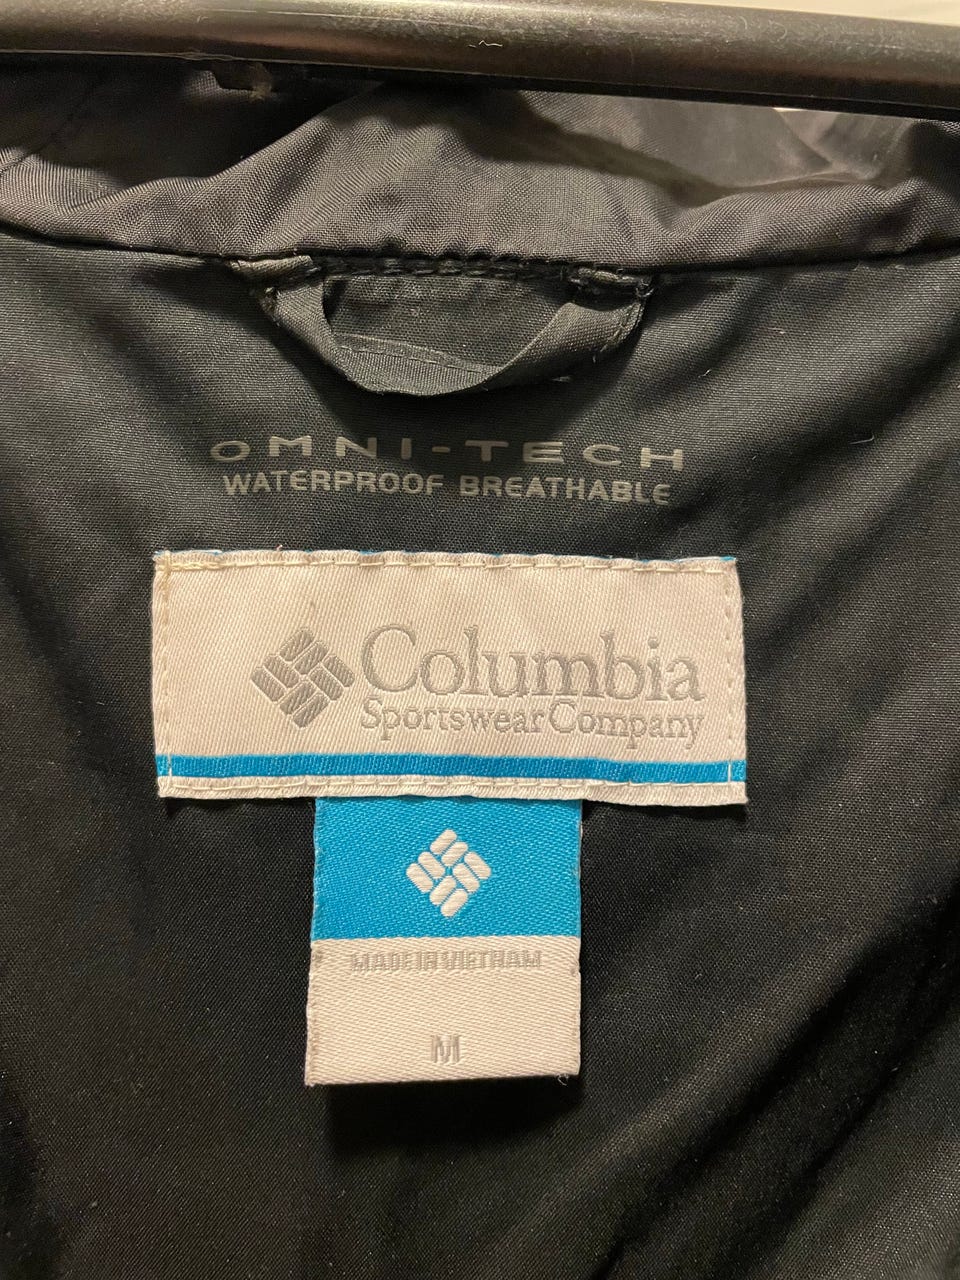 OMNI-TECH
WATERPROOF BREATHABLE
Columbia
Sportswear Company
MADE IN VIETNAM
M